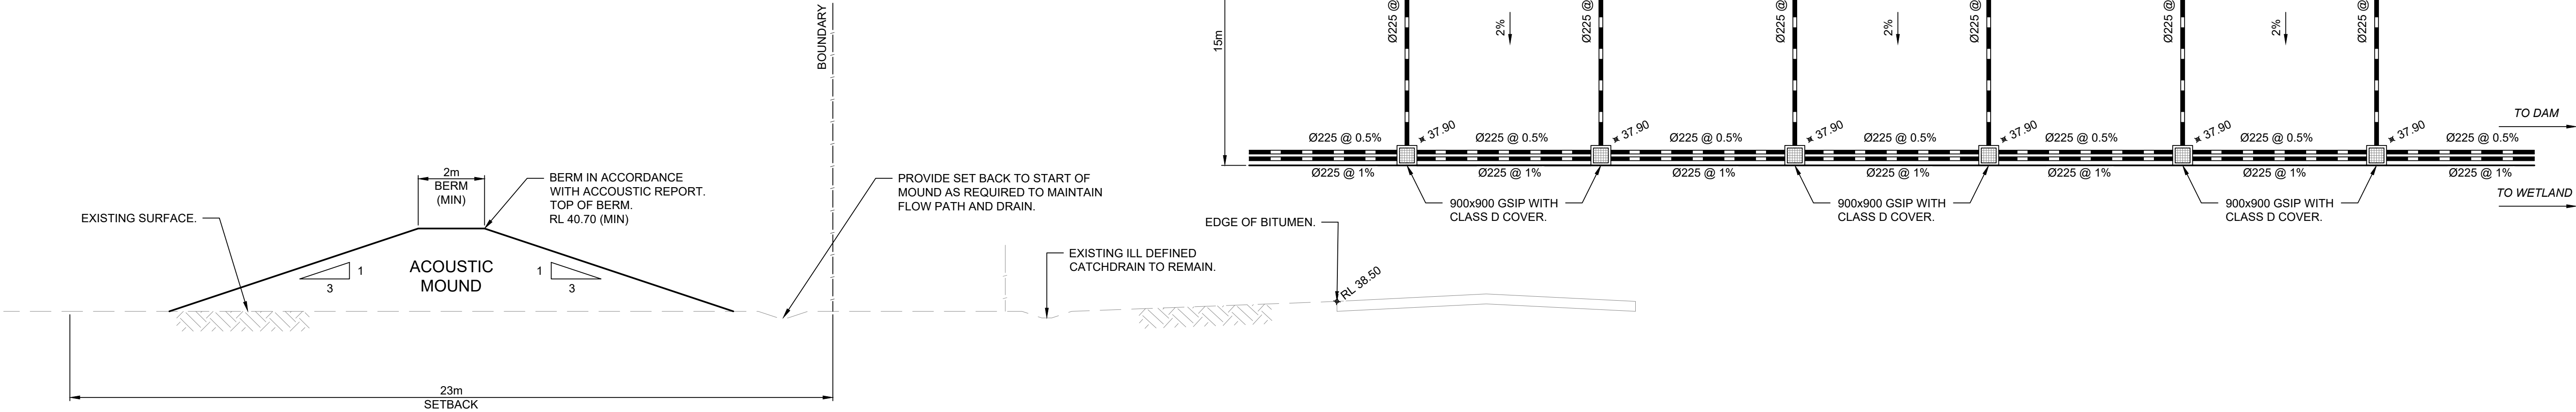 BOUNDARY
2m
BERM
(MIN)
BERM IN ACCORDANCE
WITH ACCOUSTIC REPORT.
TOP OF BERM.
RL 40.70 (MIN)
PROVIDE SET BACK TO START OF
MOUND AS REQUIRED TO MAINTAIN
FLOW PATH AND DRAIN.
EXISTING SURFACE.
ACOUSTIC
MOUND
1
3
1
3
EXISTING ILL DEFINED
CATCHDRAIN TO REMAIN.
EDGE OF BITUMEN.
RL 38.50
23m
SETBACK
15m
Ø225 @
2%
Ø225 @
Ø225 @
2%
Ø225 @
Ø225 @
2%
Ø225 @
Ø225 @ 0.5%
37.90
Ø225 @ 0.5%
37.90
Ø225 @ 0.5%
37.90
Ø225 @ 0.5%
37.90
Ø225 @ 0.5%
37.90
Ø225 @ 0.5%
37.90
Ø225 @ 0.5%
TO DAM
Ø225 @ 1%
Ø225 @ 1%
Ø225 @ 1%
Ø225 @ 1%
Ø225 @ 1%
Ø225 @ 1%
Ø225 @ 1%
TO WETLAND
900x900 GSIP WITH
CLASS D COVER.
900x900 GSIP WITH
CLASS D COVER.
900x900 GSIP WITH
CLASS D COVER.